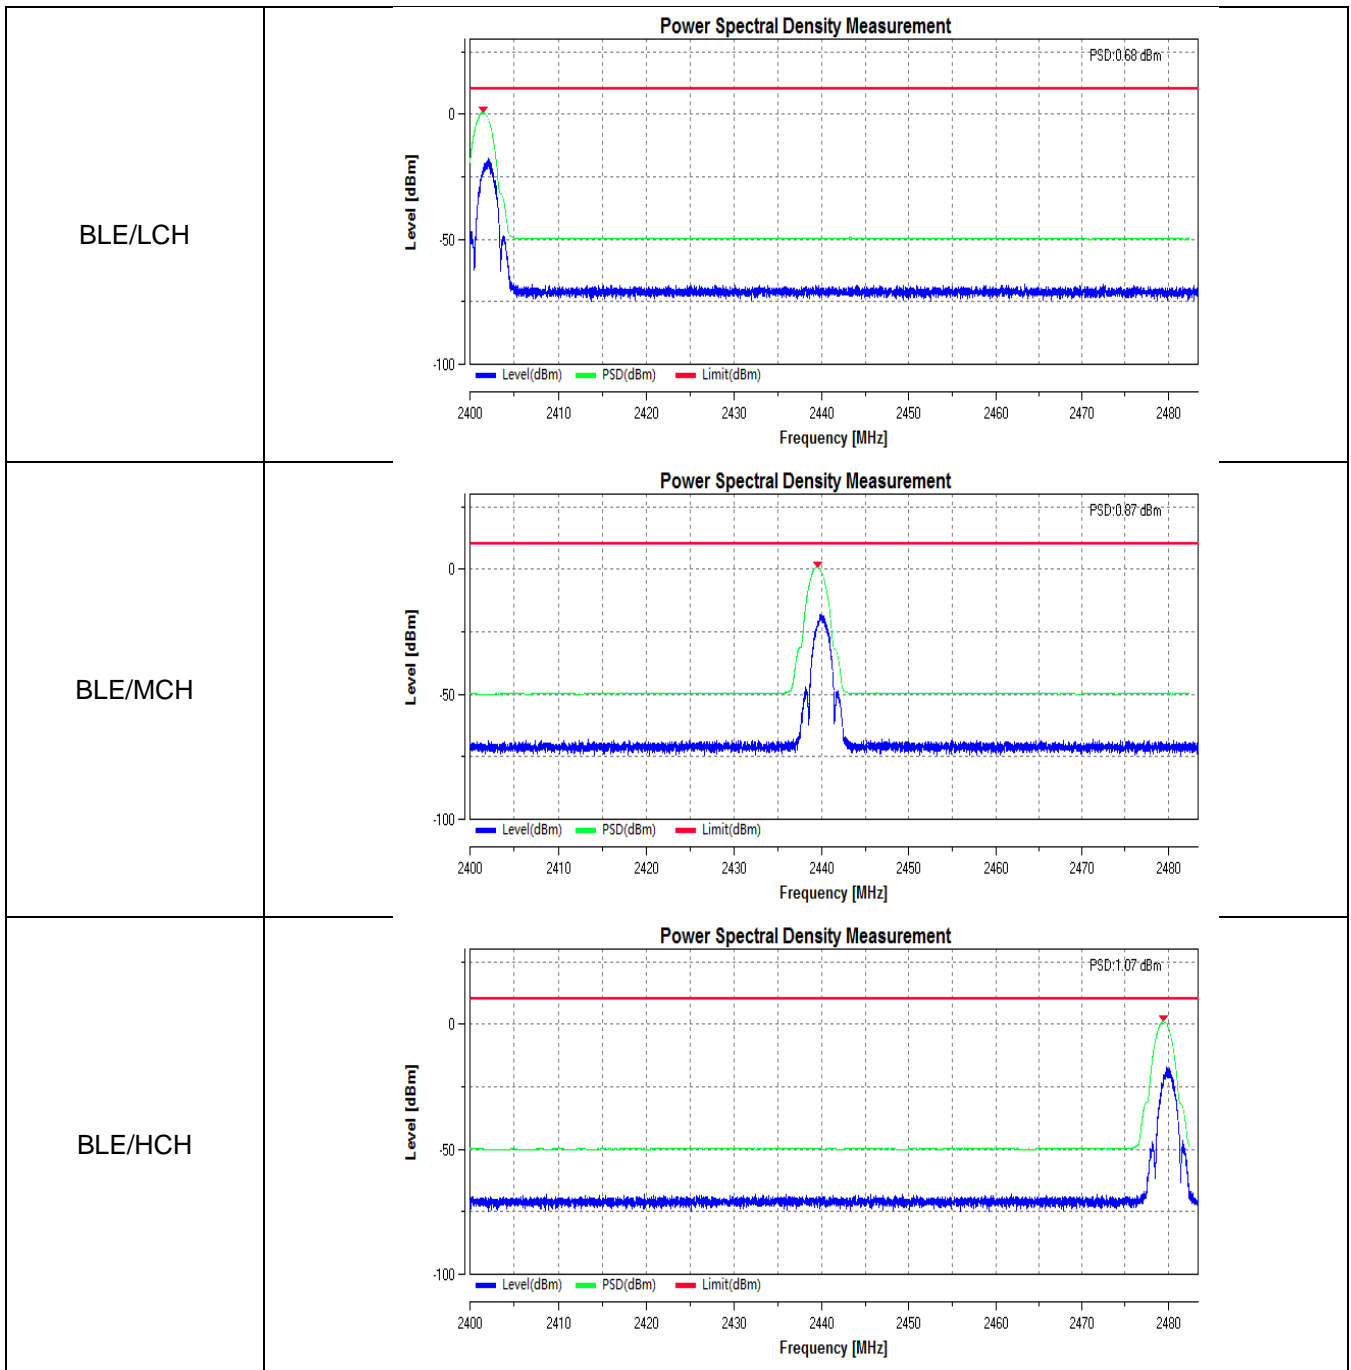 BLE/LCH
Power Spectral Density Measurement
PSD:0.68 dBm
Level [dBm]
0
-50
-100
Level(dBm) PSD(dBm) Limit(dBm)
2400 2410 2420 2430 2440 2450 2460 2470 2480
Frequency [MHz]
BLE/MCH
Power Spectral Density Measurement
PSD:0.87 dBm
Level [dBm]
0
-50
-100
Level(dBm) PSD(dBm) Limit(dBm)
2400 2410 2420 2430 2440 2450 2460 2470 2480
Frequency [MHz]
BLE/HCH
Power Spectral Density Measurement
PSD:1.07 dBm
Level [dBm]
0
-50
-100
Level(dBm) PSD(dBm) Limit(dBm)
2400 2410 2420 2430 2440 2450 2460 2470 2480
Frequency [MHz]